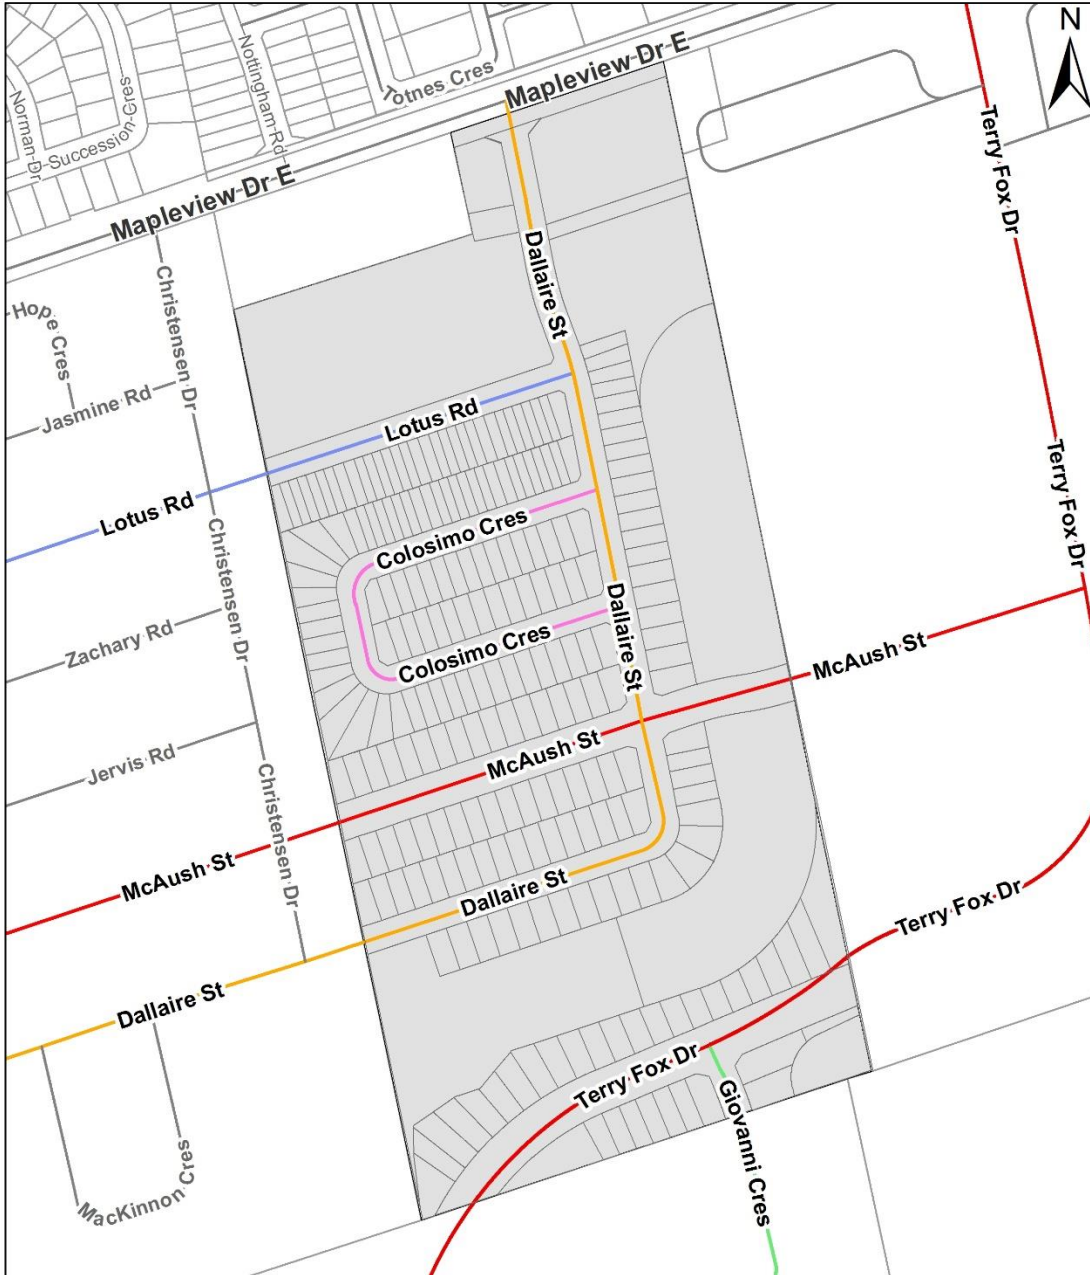 N
Mapleview Dr E
Totnes Cres
Nottingham Rd
Norman Dr
Succession Cres
Mapleview Dr E
Terry Fox Dr
Dallaire St
Christensen Dr
Hope Cres
Jasmine Rd
Lotus Rd
Lotus Rd
Terry Fox Dr
Colosimo Cres
Christensen Dr
Dallaire St
Zachary Rd
Colosimo Cres
McAush St
Jervis Rd
McAush St
Christensen Dr
McAush St
Dallaire St
Terry Fox Dr
Dallaire St
Terry Fox Dr
Giovanni Cres
MacKinnon Cres